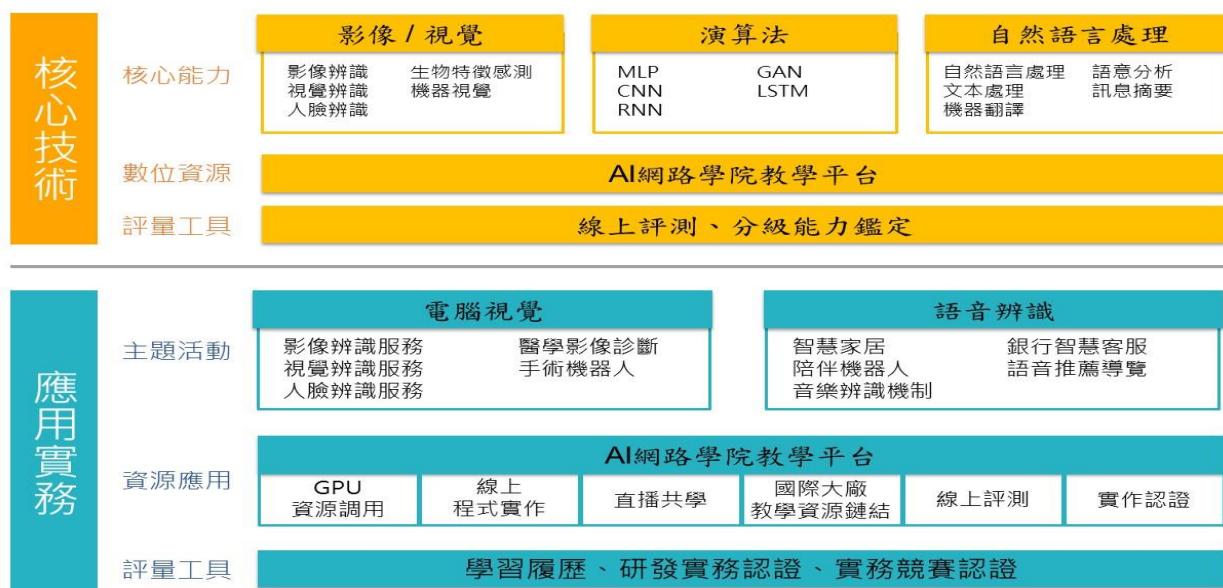 核心技術
核心能力
影像 / 視覺
影像辨識 生物特徵感測
視覺辨識 機器視覺
人臉辨識
演算法
MLP GAN
CNN LSTM
RNN
自然語言處理
自然語言處理 語意分析
文本處理 訊息摘要
機器翻譯
數位資源
AI網路學院教學平台
評量工具
線上評測、分級能力鑑定
應用實務
主題活動
電腦視覺
影像辨識服務 醫學影像診斷
視覺辨識服務 手術機器人
人臉辨識服務
語音辨識
智慧家居 銀行智慧客服
陪伴機器人 語音推薦導覽
音樂辨識機制
資源應用
AI網路學院教學平台
GPU
資源調用
線上
程式實作
直播共學
國際大廠
教學資源鏈結
線上評測
實作認證
評量工具
學習履歷、研發實務認證、實務競賽認證